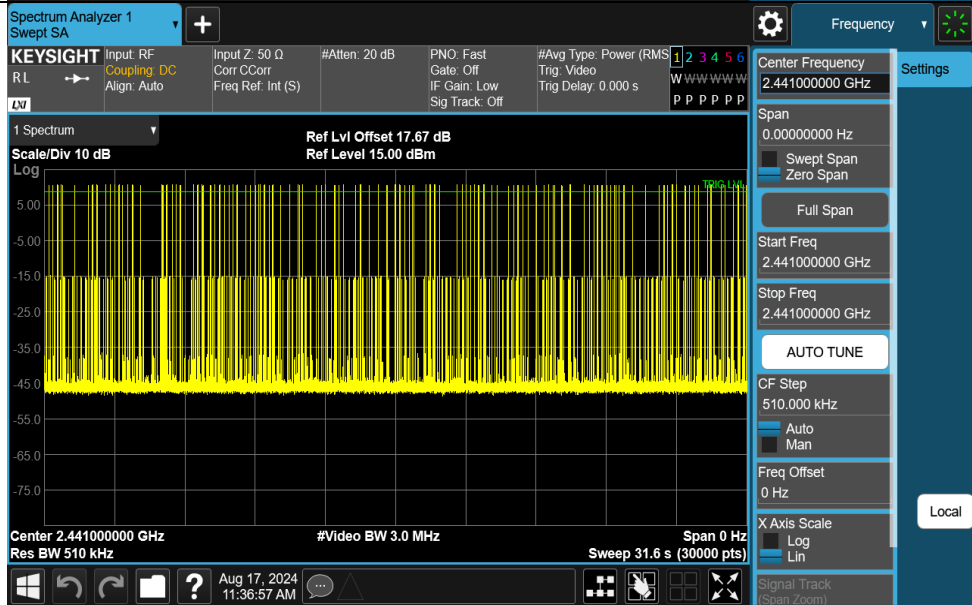 Spectrum Analyzer 1
Swept SA
Frequency
KEYSIGHT
R L
LXI
Input: RF
Coupling: DC
Align: Auto
Input Z: 50 Ω
Corr CCorr
Freq Ref: Int (S)
#Atten: 20 dB
PNO: Fast
Gate: Off
IF Gain: Low
Sig Track: Off
#Avg Type: Power (RMS
Trig: Video
Trig Delay: 0.000 s
1 2 3 4 5 6
W W W W W W
P P P P P P
1 Spectrum
Scale/Div 10 dB
Log
Ref Lvl Offset 17.67 dB
Ref Level 15.00 dBm
TRIG LVL
5.00
-5.00
-15.0
-25.0
-35.0
-45.0
-55.0
-65.0
-75.0
Center 2.441000000 GHz
Res BW 510 kHz
#Video BW 3.0 MHz
Span 0 Hz
Sweep 31.6 s (30000 pts)
Aug 17, 2024
11:36:57 AM
?
Center Frequency
2.441000000 GHz
Span
0.00000000 Hz
Swept Span
Zero Span
Full Span
Start Freq
2.441000000 GHz
Stop Freq
2.441000000 GHz
AUTO TUNE
CF Step
510.000 kHz
Auto
Man
Freq Offset
0 Hz
X Axis Scale
Log
Lin
Signal Track
(Span Zoom)
Settings
Local